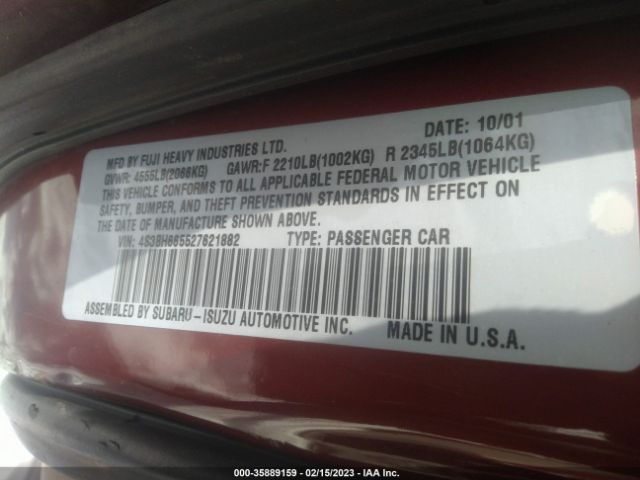 DATE: 10/01
MFD BY FUJI HEAVY INDUSTRIES LTD.
GVWR: 4555LB(2066KG) GAWR:F 2210LB(1002KG) R 2345LB(1064KG)
THIS VEHICLE CONFORMS TO ALL APPLICABLE FEDERAL MOTOR VEHICLE
SAFETY, BUMPER, AND THEFT PREVENTION STANDARDS IN EFFECT ON
THE DATE OF MANUFACTURE SHOWN ABOVE.
VIN: 4S3BH665527621882 TYPE: PASSENGER CAR
ASSEMBLED BY SUBARU-ISUZU AUTOMOTIVE INC. MADE IN U.S.A.
000-35889159 - 02/15/2023 - IAA Inc.